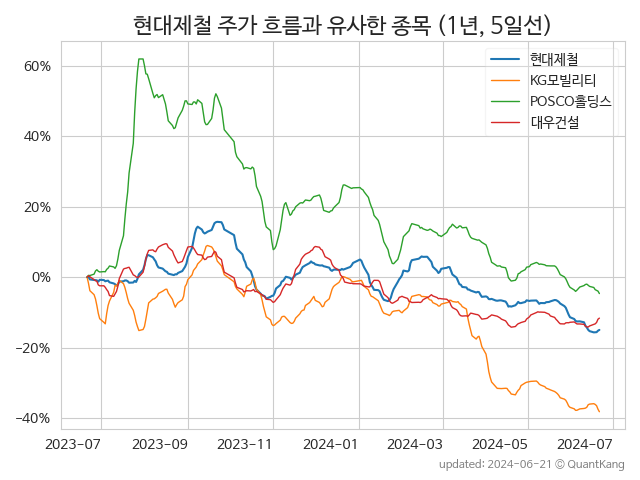 현대제철 주가 흐름과 유사한 종목 (1년, 5일선)
현대제철
KG모빌리티
POSCO홀딩스
대우건설
60%
40%
20%
0%
−20%
−40%
2023-07 2023-09 2023-11 2024-01 2024-03 2024-05 2024-07
updated: 2024-06-21 © QuantKang